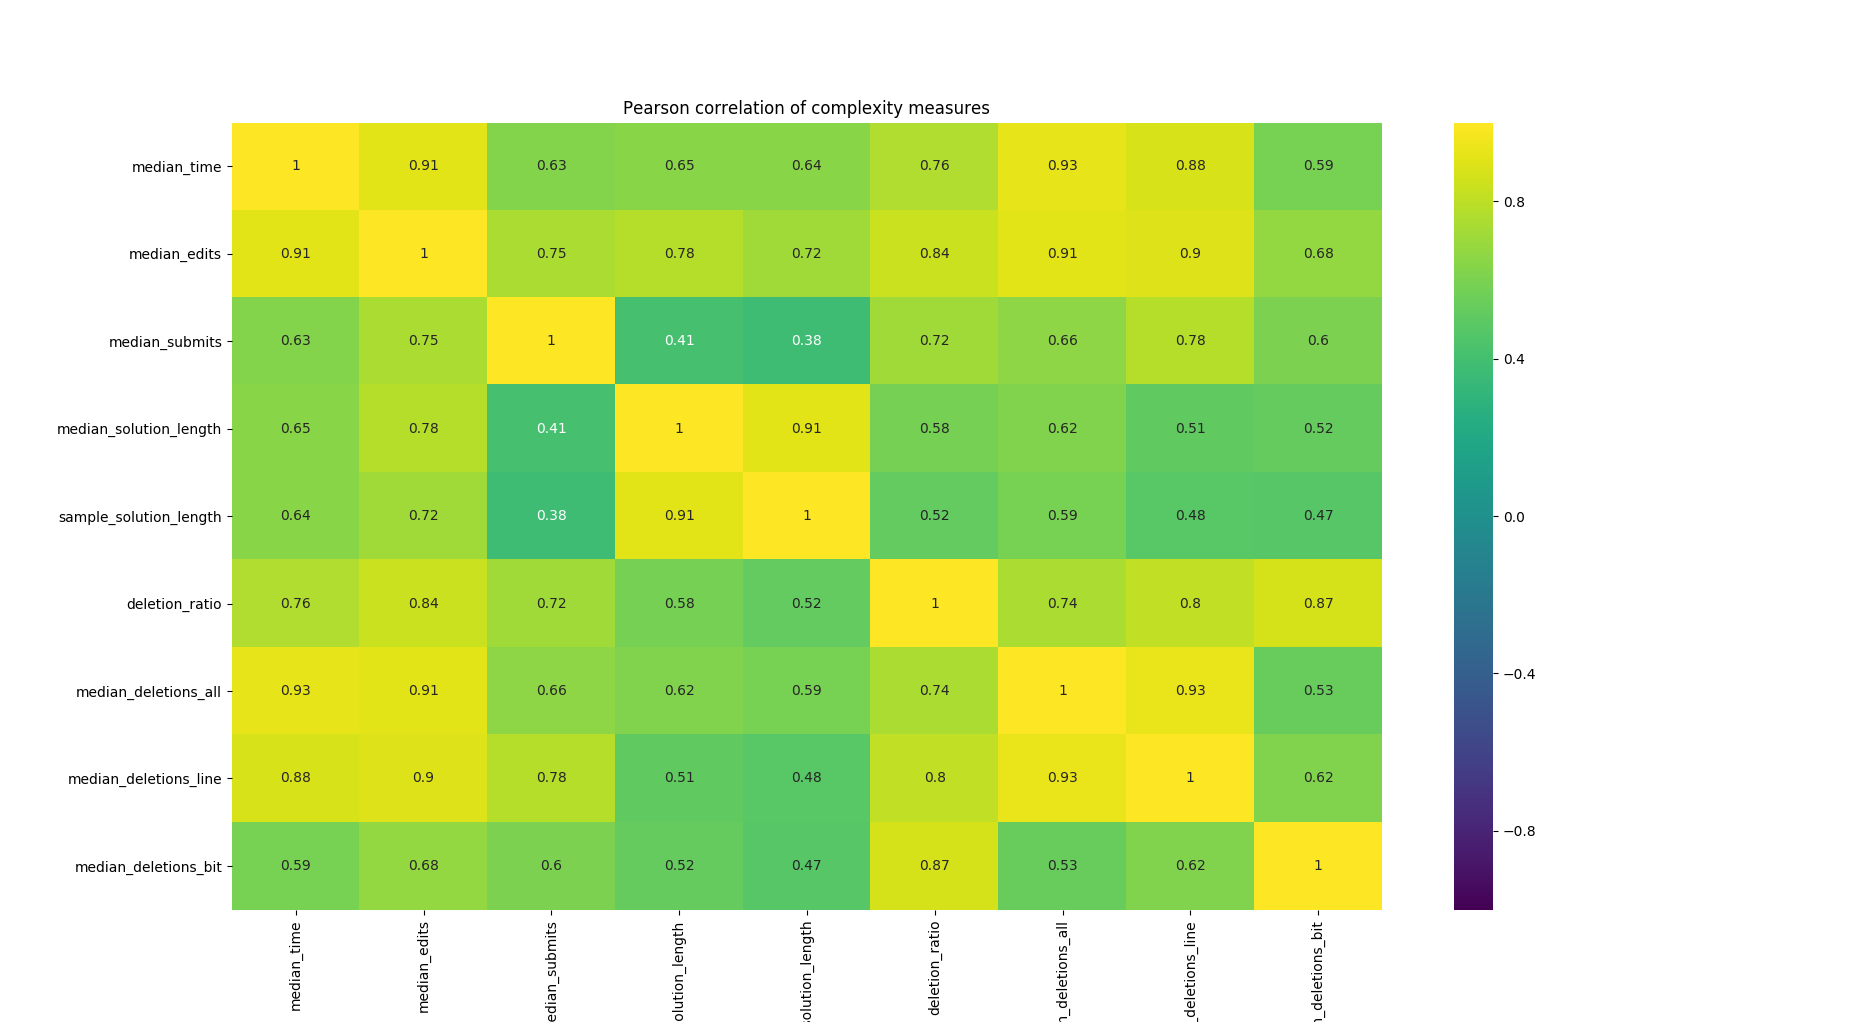 Pearson correlation of complexity measures
median_time 1 0.91 0.63 0.65 0.64 0.76 0.93 0.88 0.59
median_edits 0.91 1 0.75 0.78 0.72 0.84 0.91 0.9 0.68
median_submits 0.63 0.75 1 0.41 0.38 0.72 0.66 0.78 0.6
median_solution_length 0.65 0.78 0.41 1 0.91 0.58 0.62 0.51 0.52
sample_solution_length 0.64 0.72 0.38 0.91 1 0.52 0.59 0.48 0.47
deletion_ratio 0.76 0.84 0.72 0.58 0.52 1 0.74 0.8 0.87
median_deletions_all 0.93 0.91 0.66 0.62 0.59 0.74 1 0.93 0.53
median_deletions_line 0.88 0.9 0.78 0.51 0.48 0.8 0.93 1 0.62
median_deletions_bit 0.59 0.68 0.6 0.52 0.47 0.87 0.53 0.62 1
median_time
median_edits
edian_submits
olution_length
solution_length
deletion_ratio
n_deletions_all
_deletions_line
n_deletions_bit
0.8
0.4
0.0
−0.4
−0.8